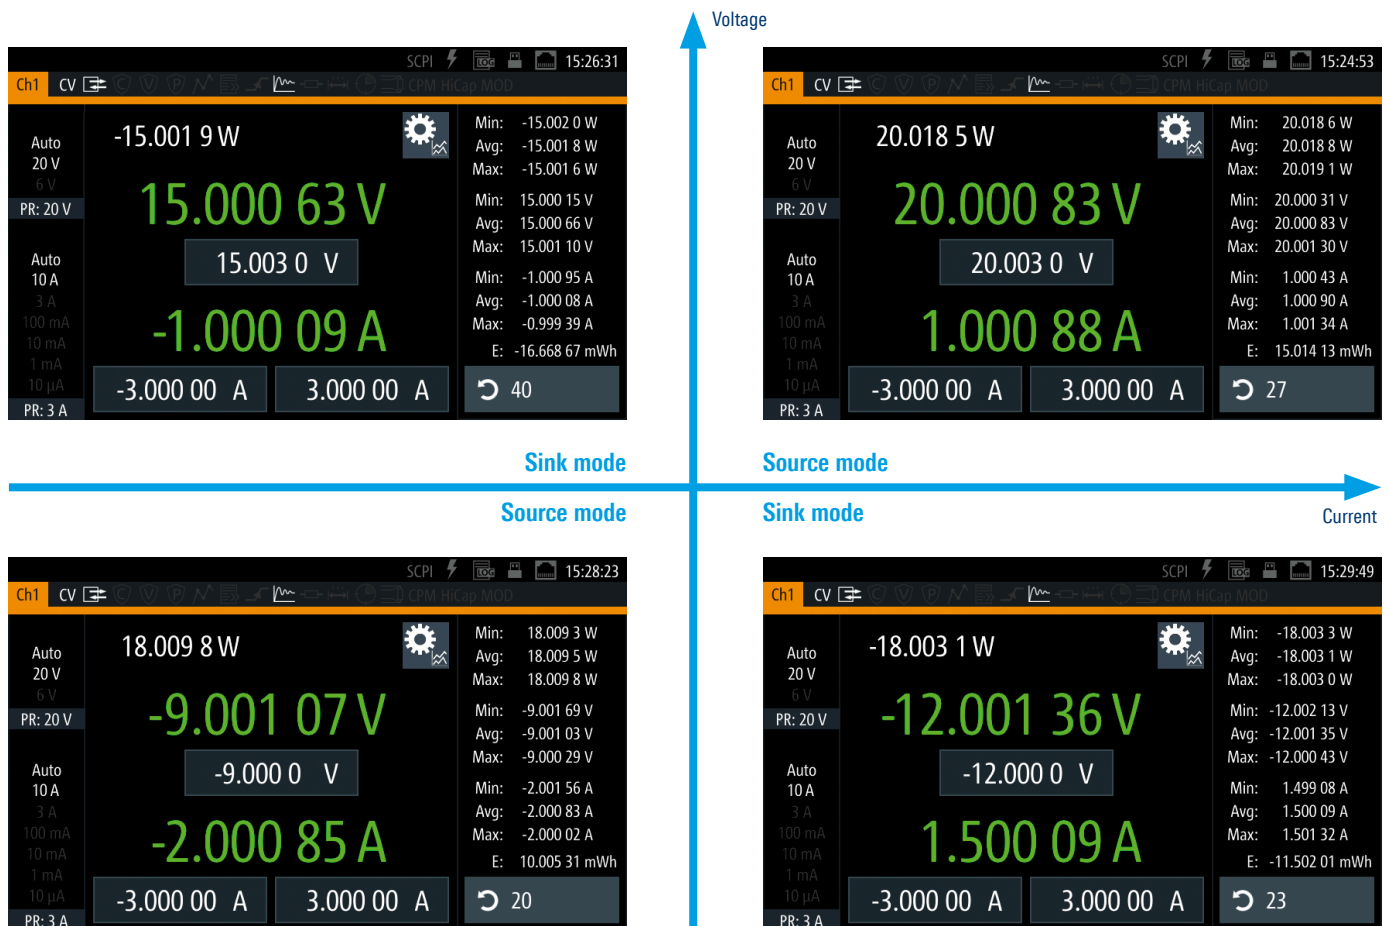 Voltage
SCPI LOG 15:26:31
Ch1 CV C V P CPM HiCap MOD
-15.001 9 W
Min: -15.002 0 W
Avg: -15.001 8 W
Max: -15.001 6 W
Auto
20 V
6 V
PR: 20 V
15.000 63 V
Min: 15.000 15 V
Avg: 15.000 66 V
Max: 15.001 10 V
15.003 0 V
Auto
10 A
3 A
100 mA
10 mA
1 mA
10 µA
PR: 3 A
-1.000 09 A
Min: -1.000 95 A
Avg: -1.000 08 A
Max: -0.999 39 A
E: -16.668 67 mWh
-3.000 00 A 3.000 00 A 40
SCPI LOG 15:24:53
Ch1 CV C V P CPM HiCap MOD
20.018 5 W
Min: 20.018 6 W
Avg: 20.018 8 W
Max: 20.019 1 W
Auto
20 V
6 V
PR: 20 V
20.000 83 V
Min: 20.000 31 V
Avg: 20.000 83 V
Max: 20.001 30 V
20.003 0 V
Auto
10 A
3 A
100 mA
10 mA
1 mA
10 µA
PR: 3 A
1.000 88 A
Min: 1.000 43 A
Avg: 1.000 90 A
Max: 1.001 34 A
E: 15.014 13 mWh
-3.000 00 A 3.000 00 A 27
Sink mode Source mode
Source mode Sink mode
Current
SCPI LOG 15:28:23
Ch1 CV C V P CPM HiCap MOD
18.009 8 W
Min: 18.009 3 W
Avg: 18.009 5 W
Max: 18.009 8 W
Auto
20 V
6 V
PR: 20 V
-9.001 07 V
Min: -9.001 69 V
Avg: -9.001 03 V
Max: -9.000 29 V
-9.000 0 V
Auto
10 A
3 A
100 mA
10 mA
1 mA
10 µA
PR: 3 A
-2.000 85 A
Min: -2.001 56 A
Avg: -2.000 83 A
Max: -2.000 02 A
E: 10.005 31 mWh
-3.000 00 A 3.000 00 A 20
SCPI LOG 15:29:49
Ch1 CV C V P CPM HiCap MOD
-18.003 1 W
Min: -18.003 3 W
Avg: -18.003 1 W
Max: -18.003 0 W
Auto
20 V
6 V
PR: 20 V
-12.001 36 V
Min: -12.002 13 V
Avg: -12.001 35 V
Max: -12.000 43 V
-12.000 0 V
Auto
10 A
3 A
100 mA
10 mA
1 mA
10 µA
PR: 3 A
1.500 09 A
Min: 1.499 08 A
Avg: 1.500 09 A
Max: 1.501 32 A
E: -11.502 01 mWh
-3.000 00 A 3.000 00 A 23